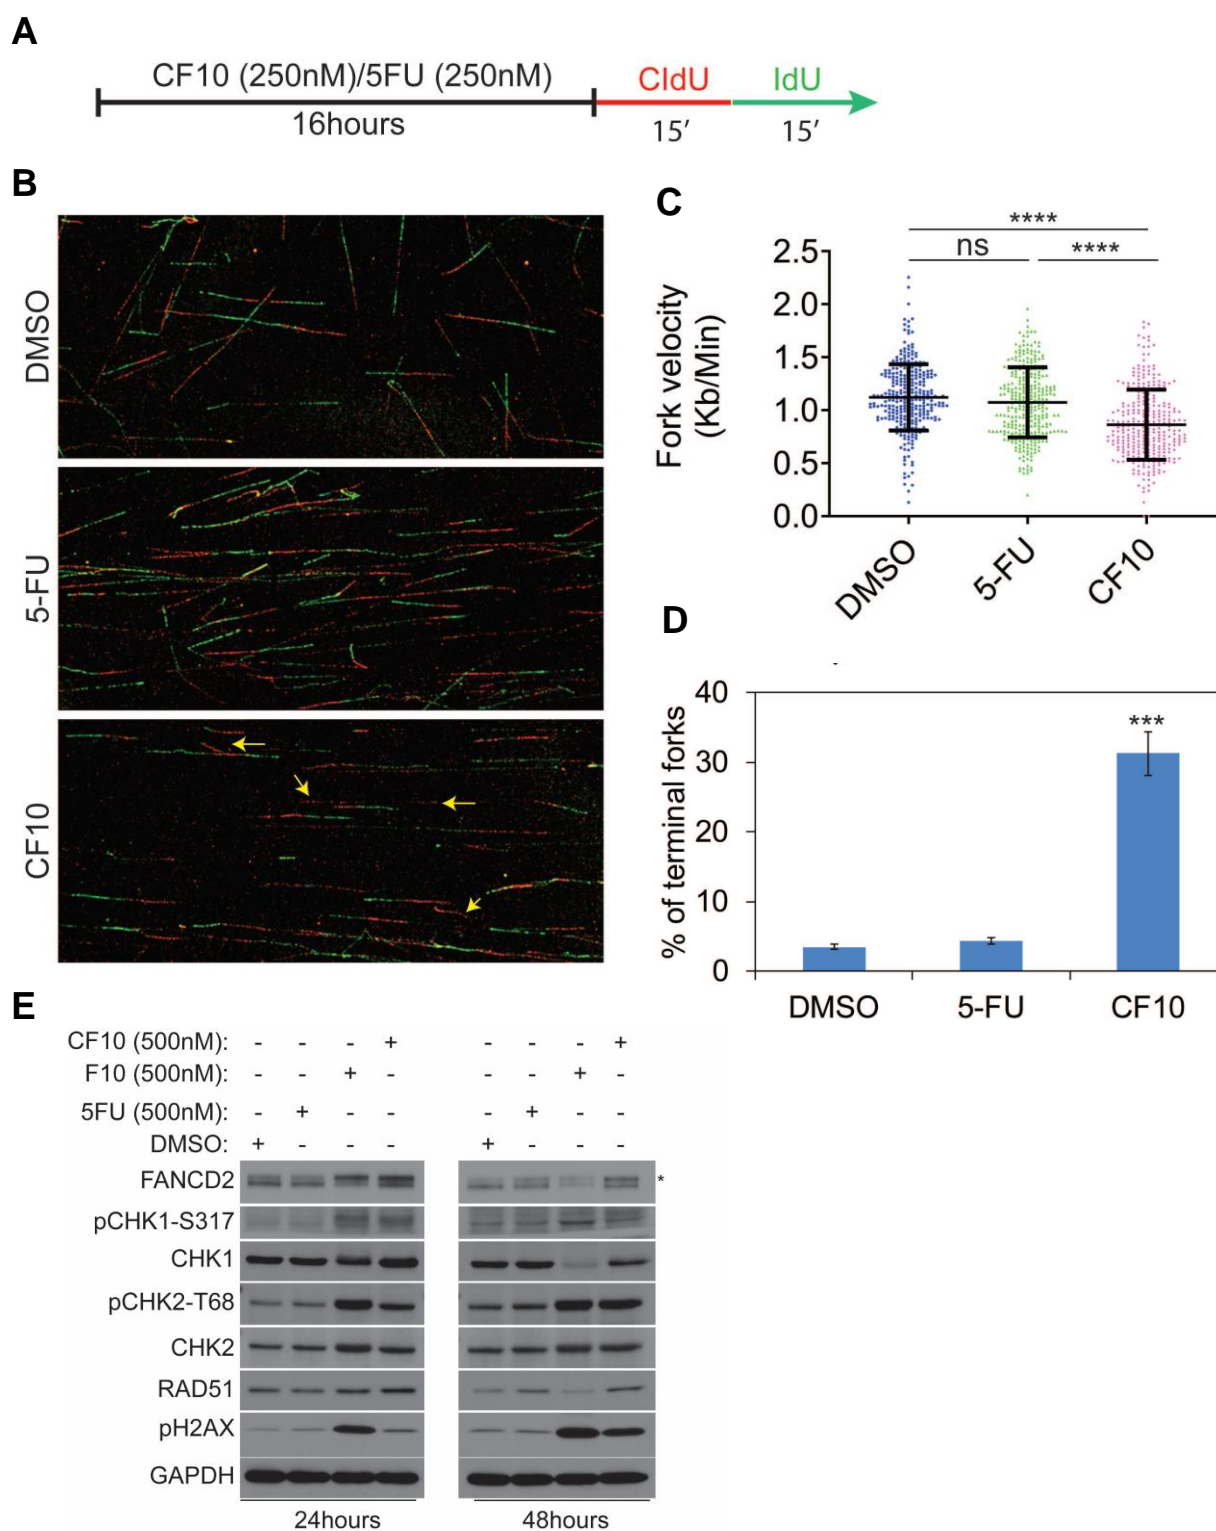 A
CF10 (250nM)/5FU (250nM)
16hours
CldU
15’
IdU
15’
B
DMSO
5-FU
CF10
C
****
ns
****
Fork velocity
(Kb/Min)
2.5
2.0
1.5
1.0
0.5
0.0
DMSO
5-FU
CF10
D
% of terminal forks
40
30
20
10
0
***
DMSO
5-FU
CF10
E
CF10 (500nM): - - - + - - - +
F10 (500nM): - - + - - - + -
5FU (500nM): - + - - - + - -
DMSO: + - - - + - - -
FANCD2 *
pCHK1-S317
CHK1
pCHK2-T68
CHK2
RAD51
pH2AX
GAPDH
24hours
48hours